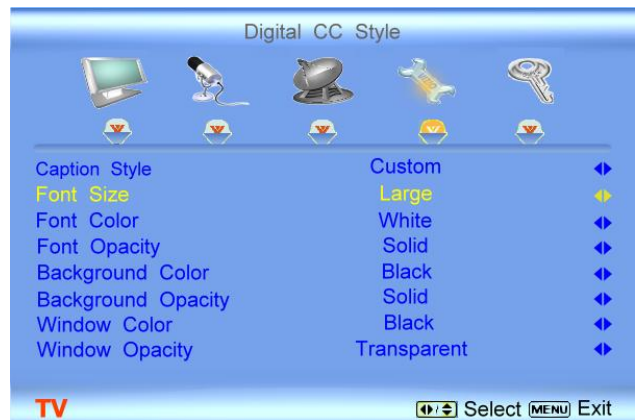 Digital CC Style
Caption Style Custom
Font Size Large
Font Color White
Font Opacity Solid
Background Color Black
Background Opacity Solid
Window Color Black
Window Opacity Transparent
TV Select MENU Exit